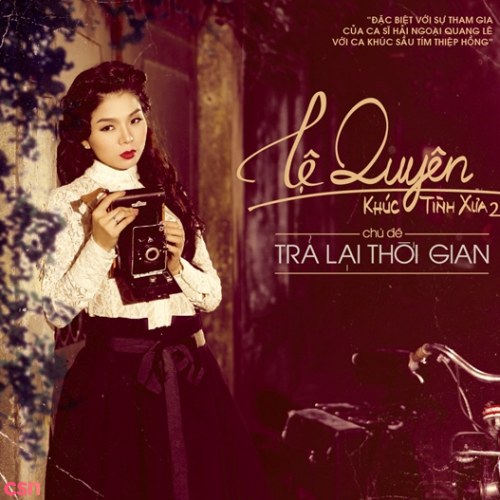 "ĐẶC BIỆT VỚI SỰ THAM GIA
CỦA CA SĨ HẢI NGOẠI QUANG LÊ
VỚI CA KHÚC SẦU TÍM THIỆP HỒNG"
Lệ Quyên
KHÚC TÌNH XƯA 2
chủ đề
TRẢ LẠI THỜI GIAN
csn